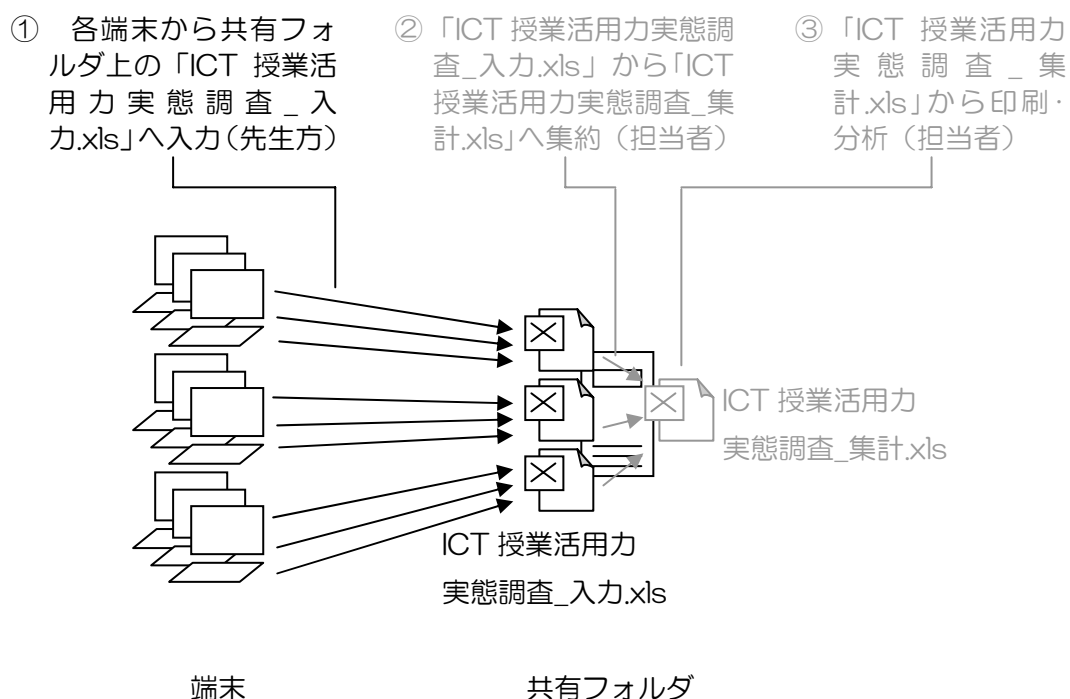 ① 各端末から共有フォ
ルダ上の「ICT 授業活
用力実態調査_入
力.xls」へ入力(先生方)
②「ICT 授業活用力実態調
査_入力.xls」から「ICT
授業活用力実態調査_集
計.xls」へ集約(担当者)
③「ICT 授業活用力
実態調査_集
計.xls」から印刷・
分析(担当者)
ICT 授業活用力
実態調査_集計.xls
ICT 授業活用力
実態調査_入力.xls
端末
共有フォルダ